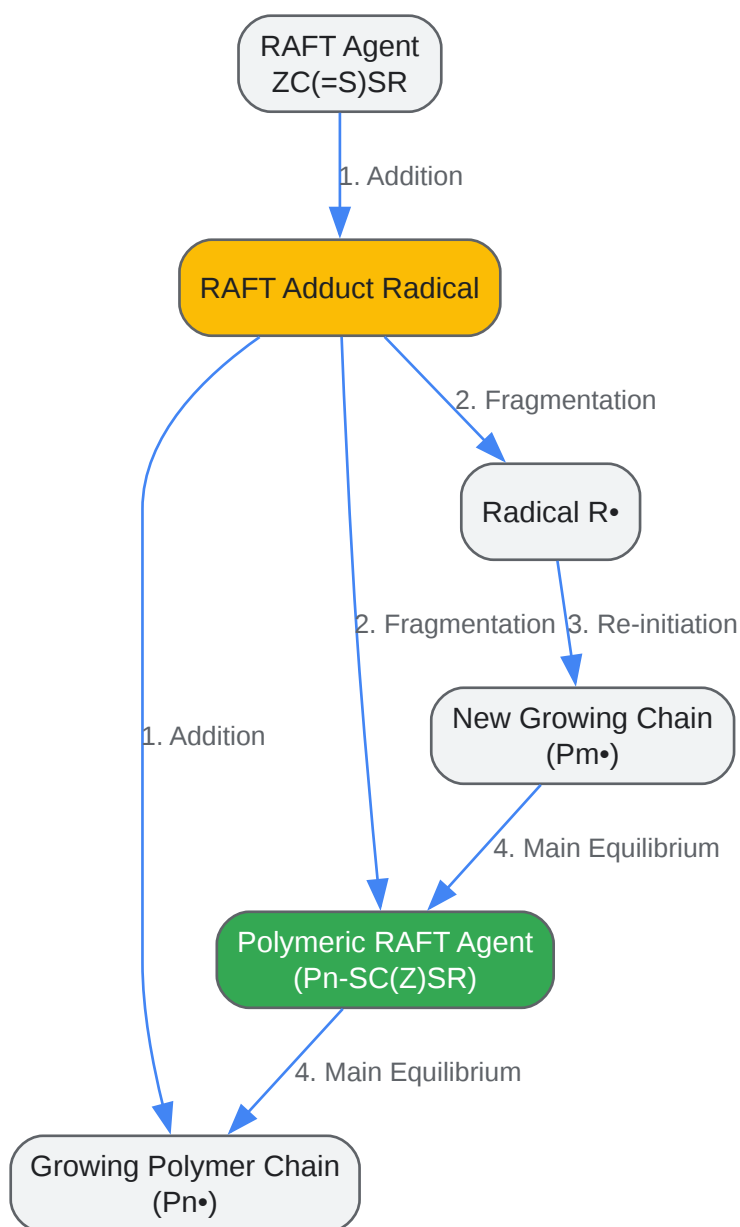 RAFT Agent
ZC(=S)SR
1. Addition
RAFT Adduct Radical
2. Fragmentation
Radical R•
2. Fragmentation
3. Re-initiation
New Growing Chain
(Pm•)
1. Addition
4. Main Equilibrium
Polymeric RAFT Agent
(Pn-SC(Z)SR)
4. Main Equilibrium
Growing Polymer Chain
(Pn•)